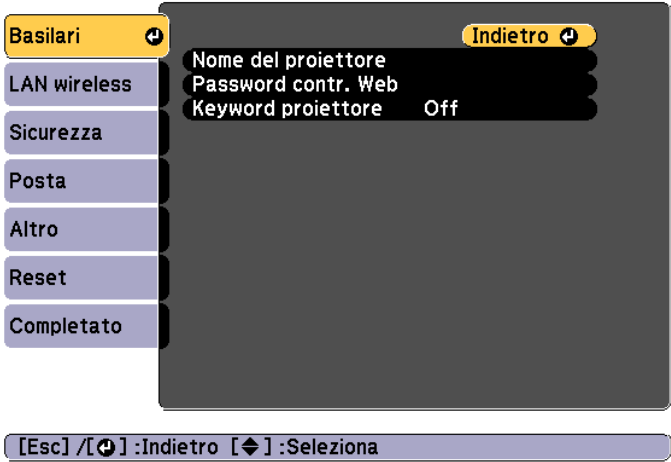 Basilari
LAN wireless
Sicurezza
Posta
Altro
Reset
Completato
Indietro
Nome del proiettore
Password contr. Web
Keyword proiettore Off
[Esc] /[ ] :Indietro [ ] :Seleziona